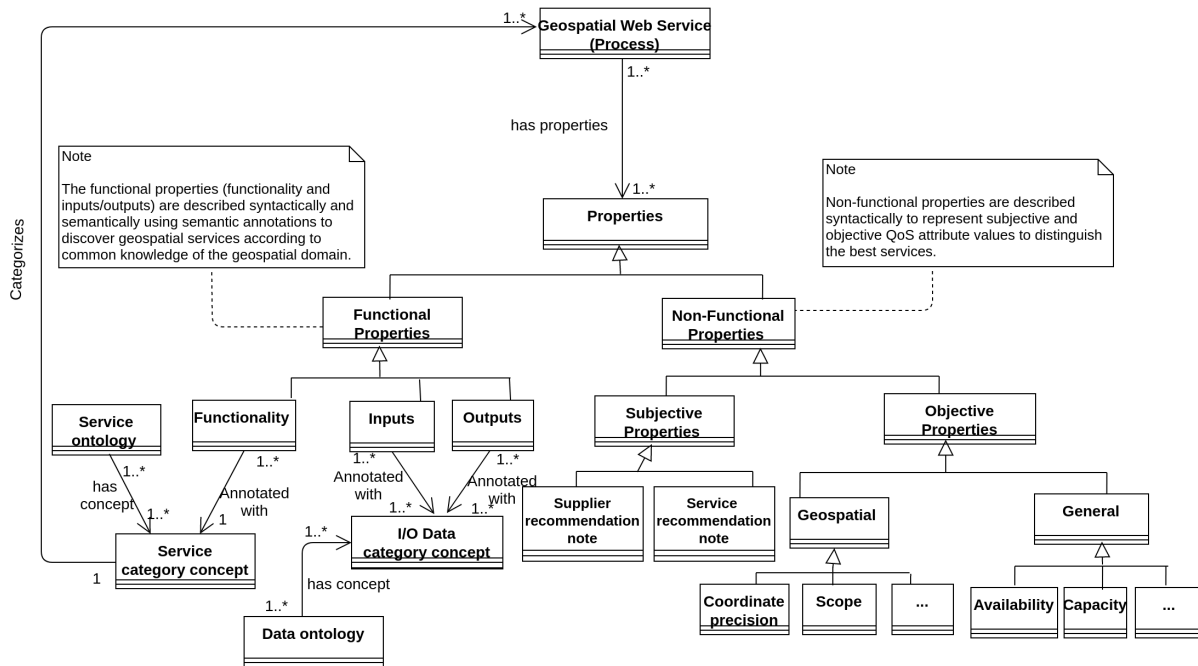 1..*
Geospatial Web Service
(Process)
1..*
has properties
1..*
Note
The functional properties (functionality and
inputs/outputs) are described syntactically and
semantically using semantic annotations to
discover geospatial services according to
common knowledge of the geospatial domain.
Note
Non-functional properties are described
syntactically to represent subjective and
objective QoS attribute values to distinguish
the best services.
Properties
Categorizes
Functional
Properties
Non-Functional
Properties
Service
ontology
Functionality
Inputs
Outputs
Subjective
Properties
Objective
Properties
1..*
has
concept
1..*
1..*
Annotated
with
1
1..*
Annotated
with
1..*
1..*
Annotated
with
1..*
Supplier
recommendation
note
Service
recommendation
note
Geospatial
General
Service
category concept
1
I/O Data
category concept
1..*
has concept
1..*
Data ontology
Coordinate
precision
Scope
...
Availability
Capacity
...